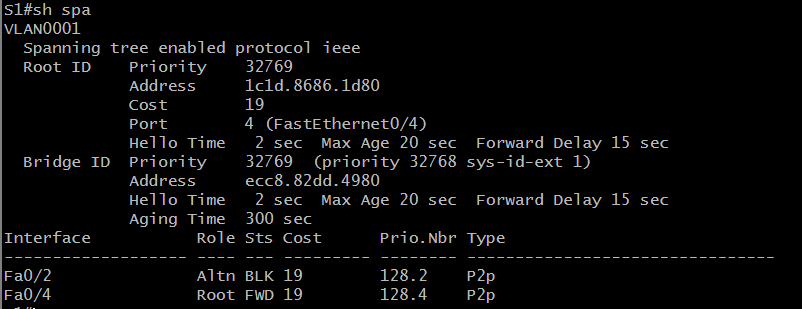 S1#sh spa
VLAN0001
  Spanning tree enabled protocol ieee
  Root ID    Priority    32769
             Address     1c1d.8686.1d80
             Cost        19
             Port        4 (FastEthernet0/4)
             Hello Time   2 sec  Max Age 20 sec  Forward Delay 15 sec
  Bridge ID  Priority    32769  (priority 32768 sys-id-ext 1)
             Address     ecc8.82dd.4980
             Hello Time   2 sec  Max Age 20 sec  Forward Delay 15 sec
             Aging Time  300 sec
Interface           Role Sts Cost      Prio.Nbr Type
------------------- ---- --- --------- -------- --------------------------------
Fa0/2               Altn BLK 19        128.2    P2p
Fa0/4               Root FWD 19        128.4    P2p